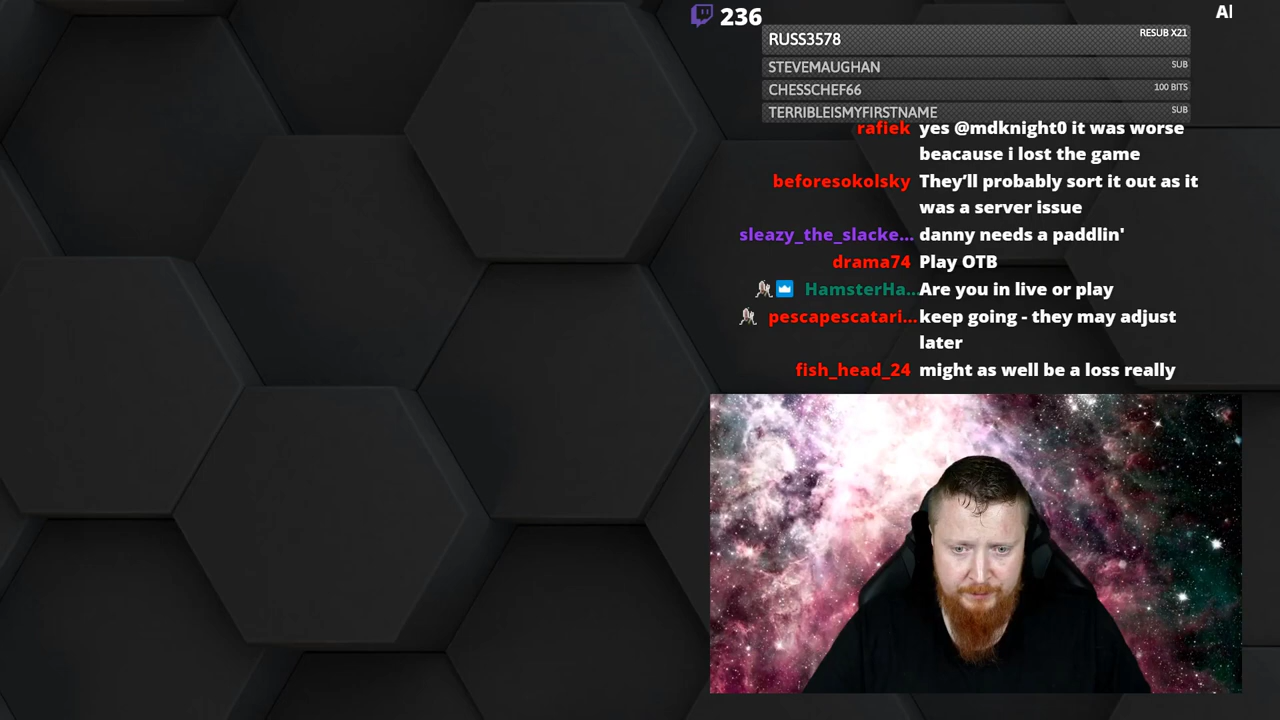 236
Al
RUSS3578 RESUB X21
STEVEMAUGHAN SUB
CHESSCHEF66 100 BITS
TERRIBLEISMYFIRSTNAME SUB
rafiek yes @mdknight0 it was worse
beacause i lost the game
beforesokolsky They’ll probably sort it out as it
was a server issue
sleazy_the_slacke... danny needs a paddlin'
drama74 Play OTB
HamsterHa... Are you in live or play
pescapescatari... keep going - they may adjust
later
fish_head_24 might as well be a loss really